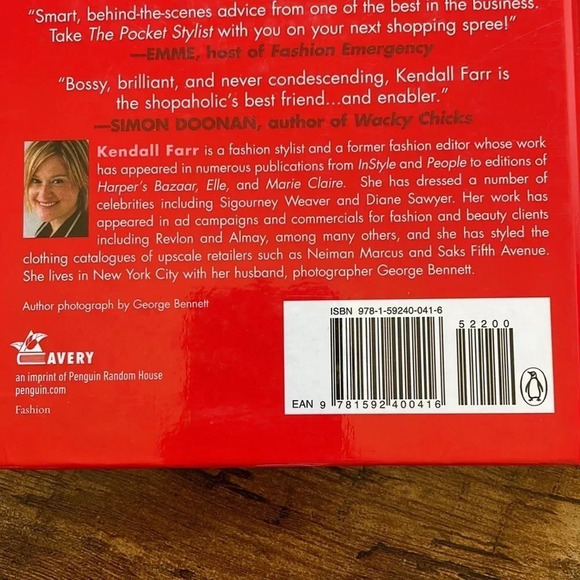 “Smart, behind-the-scenes advice from one of the best in the business.
Take The Pocket Stylist with you on your next shopping spree!”
—EMME, host of Fashion Emergency
“Bossy, brilliant, and never condescending, Kendall Farr is
the shopaholic’s best friend…and enabler.”
—SIMON DOONAN, author of Wacky Chicks
Kendall Farr is a fashion stylist and a former fashion editor whose work
has appeared in numerous publications from InStyle and People to editions of
Harper’s Bazaar, Elle, and Marie Claire. She has dressed a number of
celebrities including Sigourney Weaver and Diane Sawyer. Her work has
appeared in ad campaigns and commercials for fashion and beauty clients
including Revlon and Almay, among many others, and she has styled the
clothing catalogues of upscale retailers such as Neiman Marcus and Saks Fifth Avenue.
She lives in New York City with her husband, photographer George Bennett.
Author photograph by George Bennett
AVERY
an imprint of Penguin Random House
penguin.com
Fashion
ISBN 978-1-59240-041-6
52200
EAN 9 781592 400416